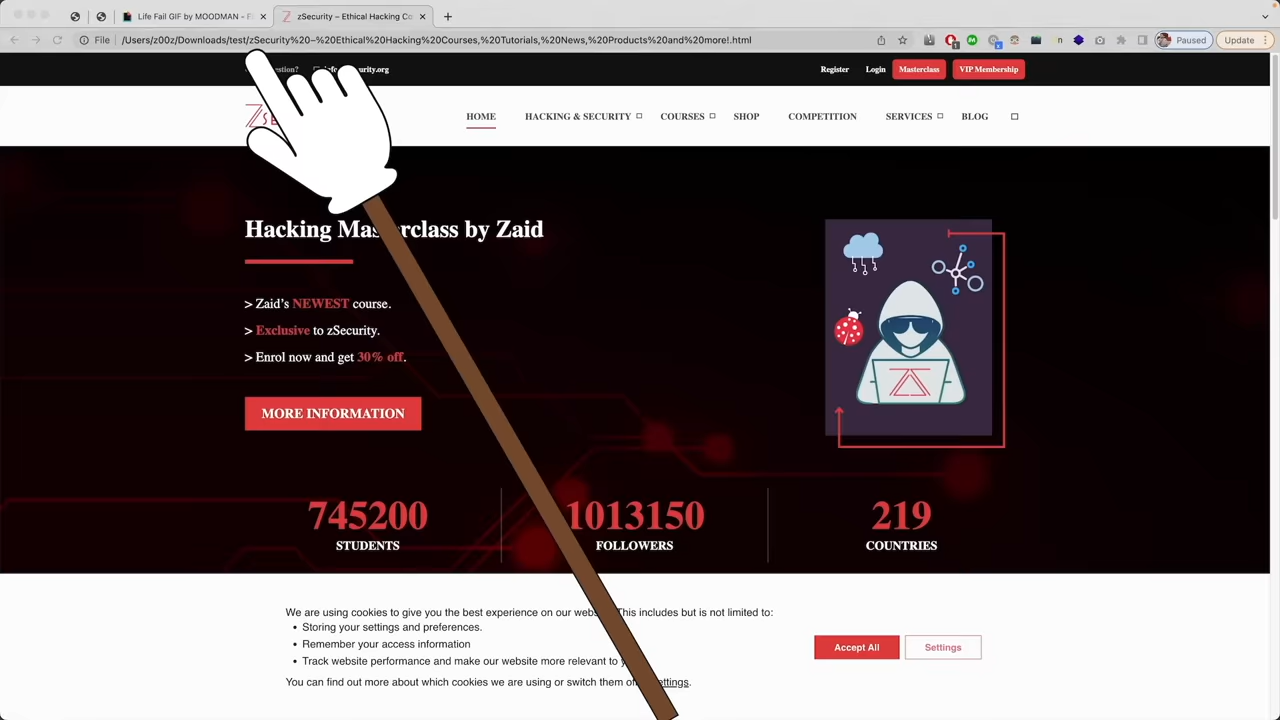 Life Fail GIF by MOODMAN –
zSecurity – Ethical Hacking Co
File
/Users/z00z/Downloads/test/zSecurity%20–%20Ethical%20Hacking%20Courses,%20Tutorials,%20News,%20Products%20and%20more!.html
Paused
Update
Register
Login
Masterclass
VIP Membership
HOME
HACKING & SECURITY
COURSES
SHOP
COMPETITION
SERVICES
BLOG
Hacking Masterclass by Zaid
> Zaid's NEWEST course.
> Exclusive to zSecurity.
> Enrol now and get 30% off.
MORE INFORMATION
745200
STUDENTS
1013150
FOLLOWERS
219
COUNTRIES
We are using cookies to give you the best experience on our This includes but is not limited to:
• Storing your settings and preferences.
• Remember your access information
• Track website performance and make our website more relevant to
You can find out more about which cookies we are using or switch them
Accept All
Settings